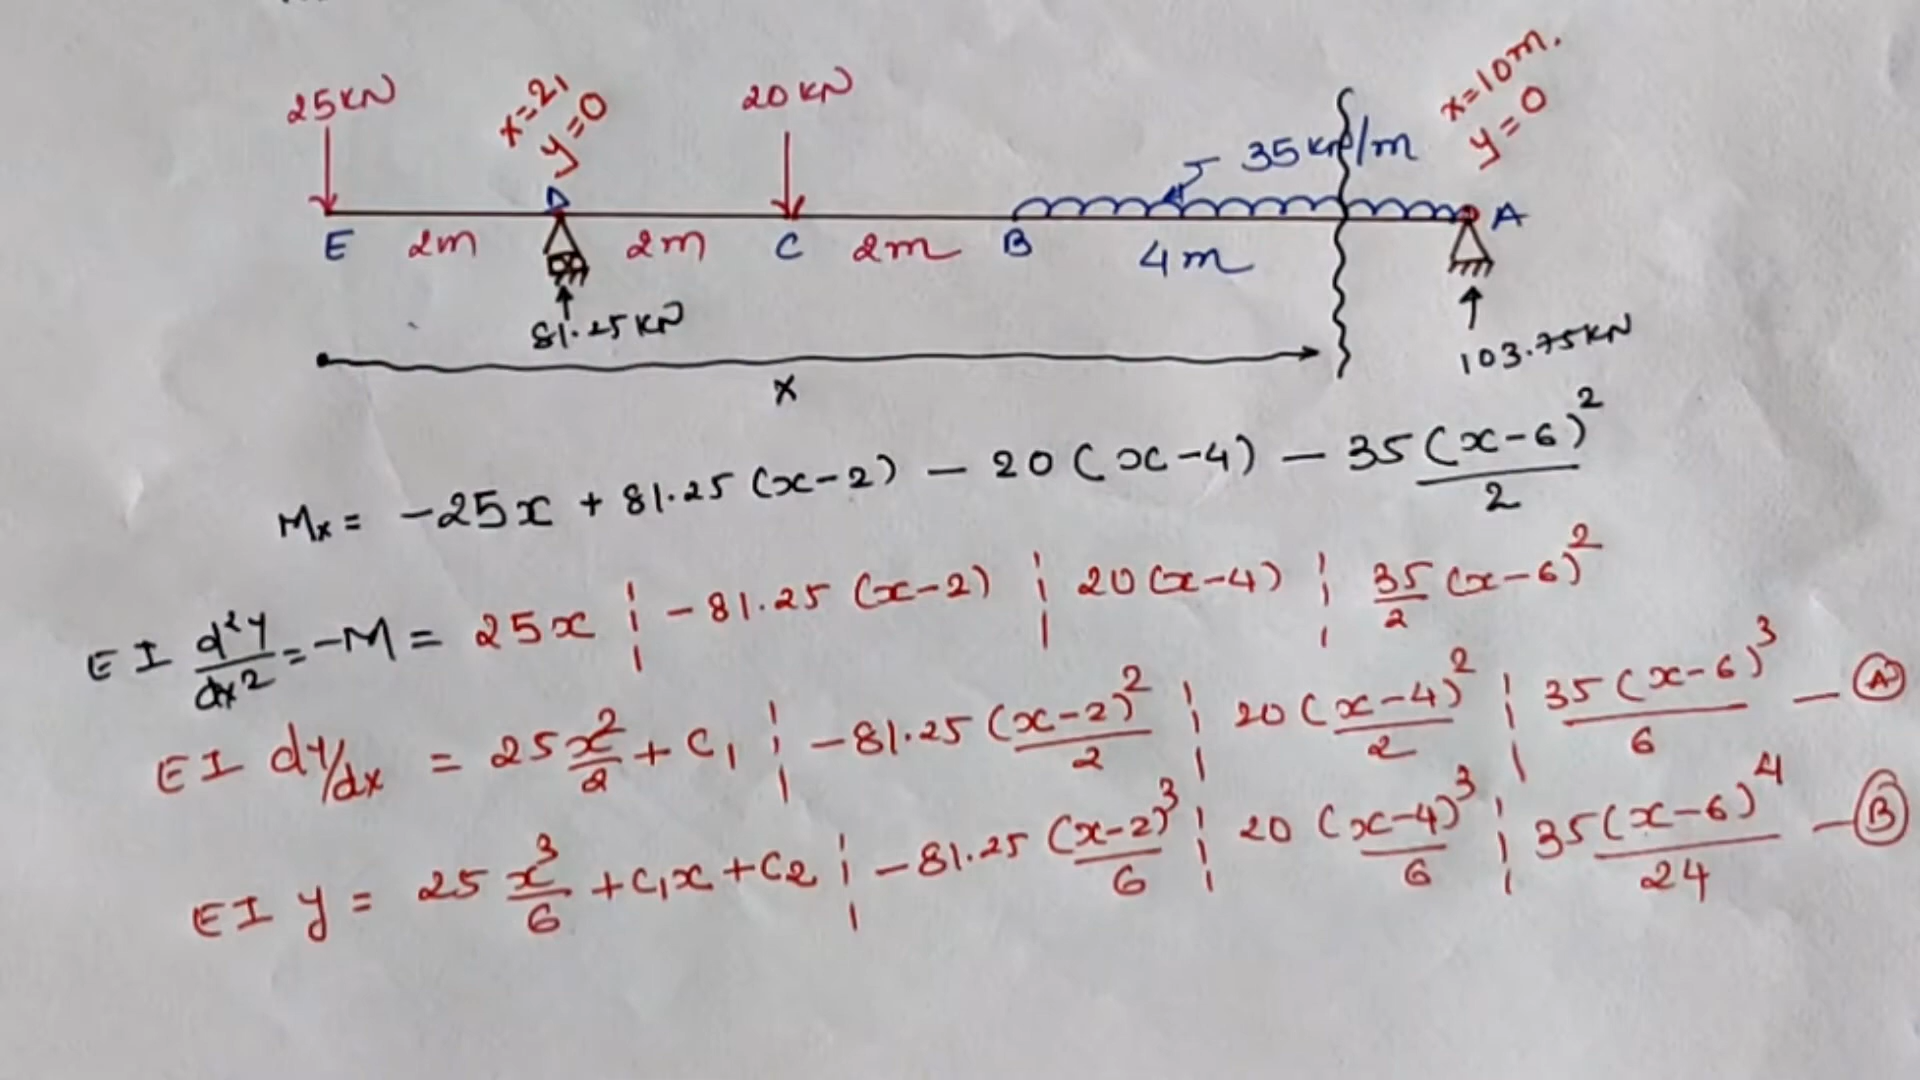 25KN
x=2,
y=0
20KN
35KN/m
x=10m.
y=0
D
A
E 2m 2m C 2m B 4m
81.25KN
103.75KN
x
Mx = -25x + 81.25 (x-2) - 20(x-4) - 35(x-6)²/2
EI d²y/dx² = -M = 25x ¦ -81.25 (x-2) ¦ 20(x-4) ¦ 35/2 (x-6)²
EI dy/dx = 25x²/2 + C₁ ¦ -81.25 (x-2)²/2 ¦ 20(x-4)²/2 ¦ 35(x-6)³/6 - Ⓐ
EI y = 25 x³/6 + C₁x + C₂ ¦ -81.25 (x-2)³/6 ¦ 20 (x-4)³/6 ¦ 35(x-6)⁴/24 - Ⓑ